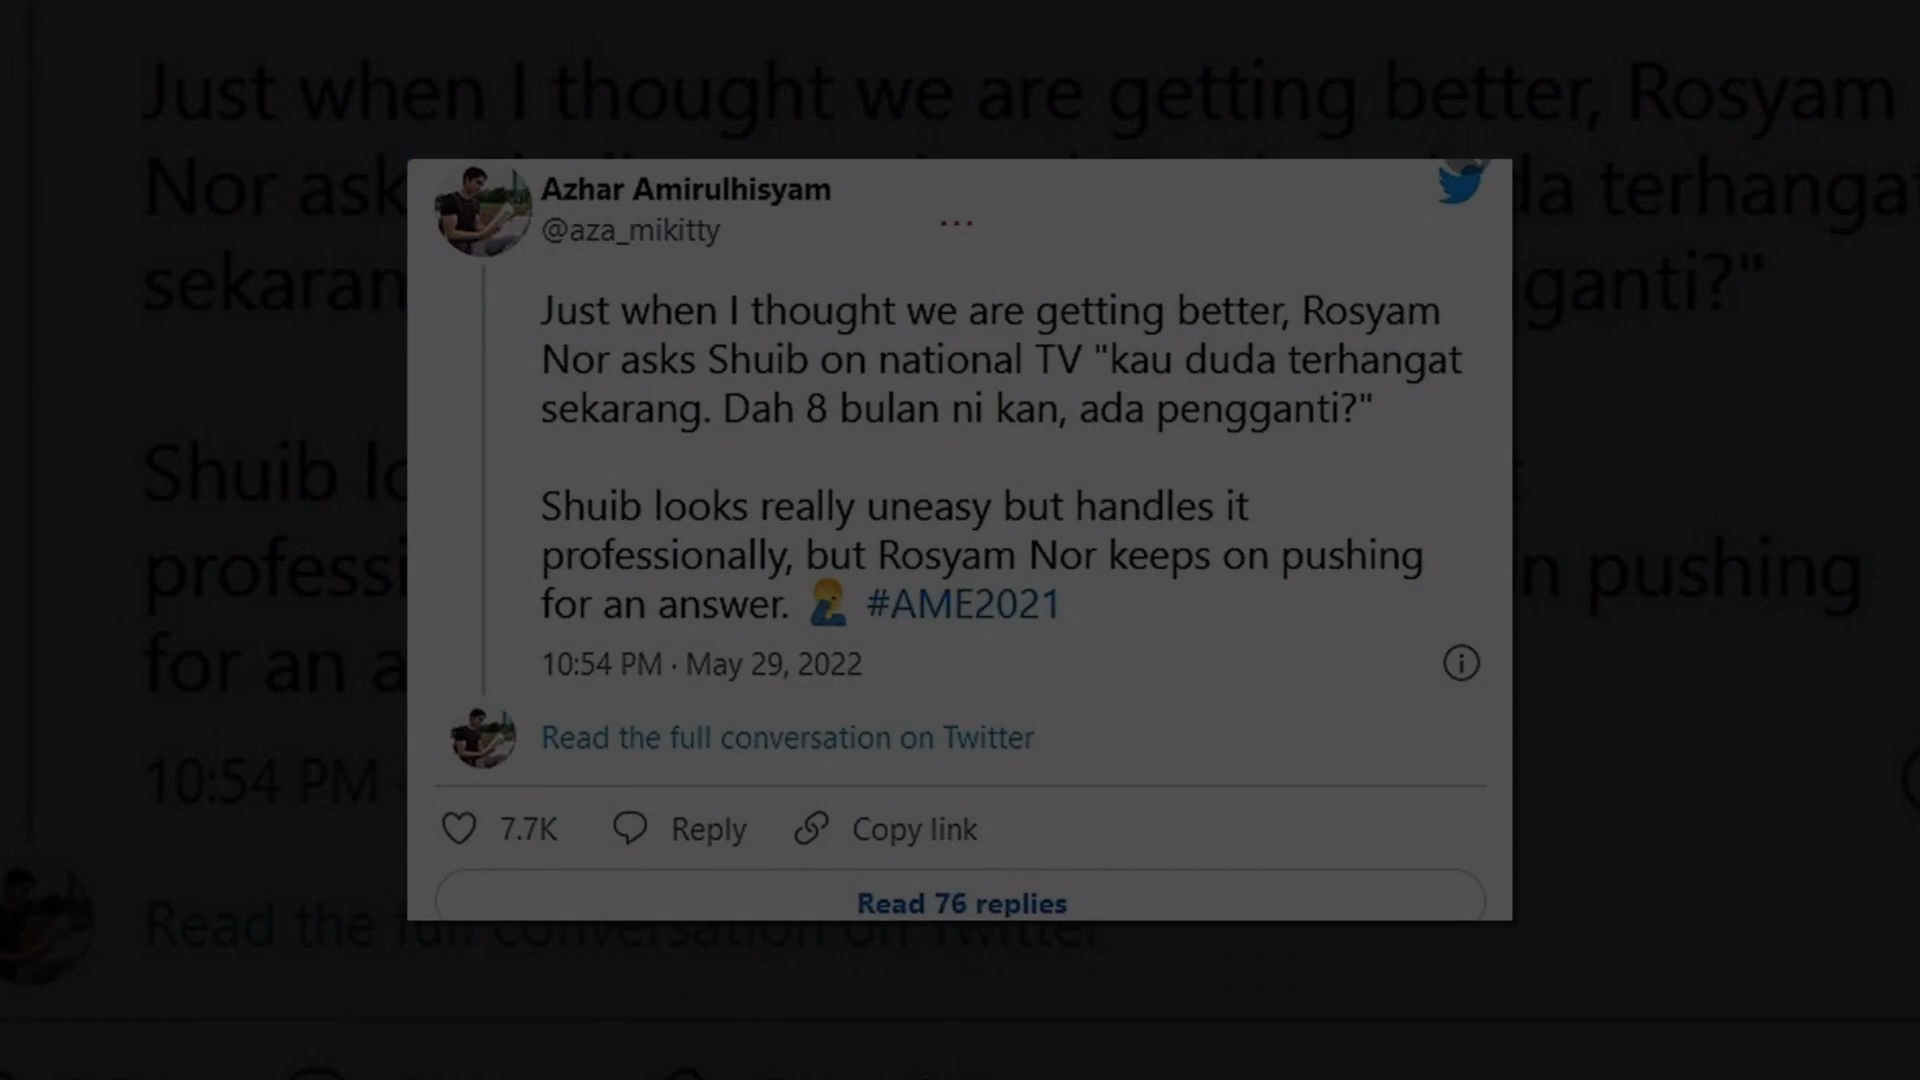 Azhar Amirulhisyam
@aza_mikitty
Just when I thought we are getting better, Rosyam
Nor asks Shuib on national TV "kau duda terhangat
sekarang. Dah 8 bulan ni kan, ada pengganti?"
Shuib looks really uneasy but handles it
professionally, but Rosyam Nor keeps on pushing
for an answer. 🤦‍♂️ #AME2021
10:54 PM · May 29, 2022
Read the full conversation on Twitter
7.7K Reply Copy link
Read 76 replies